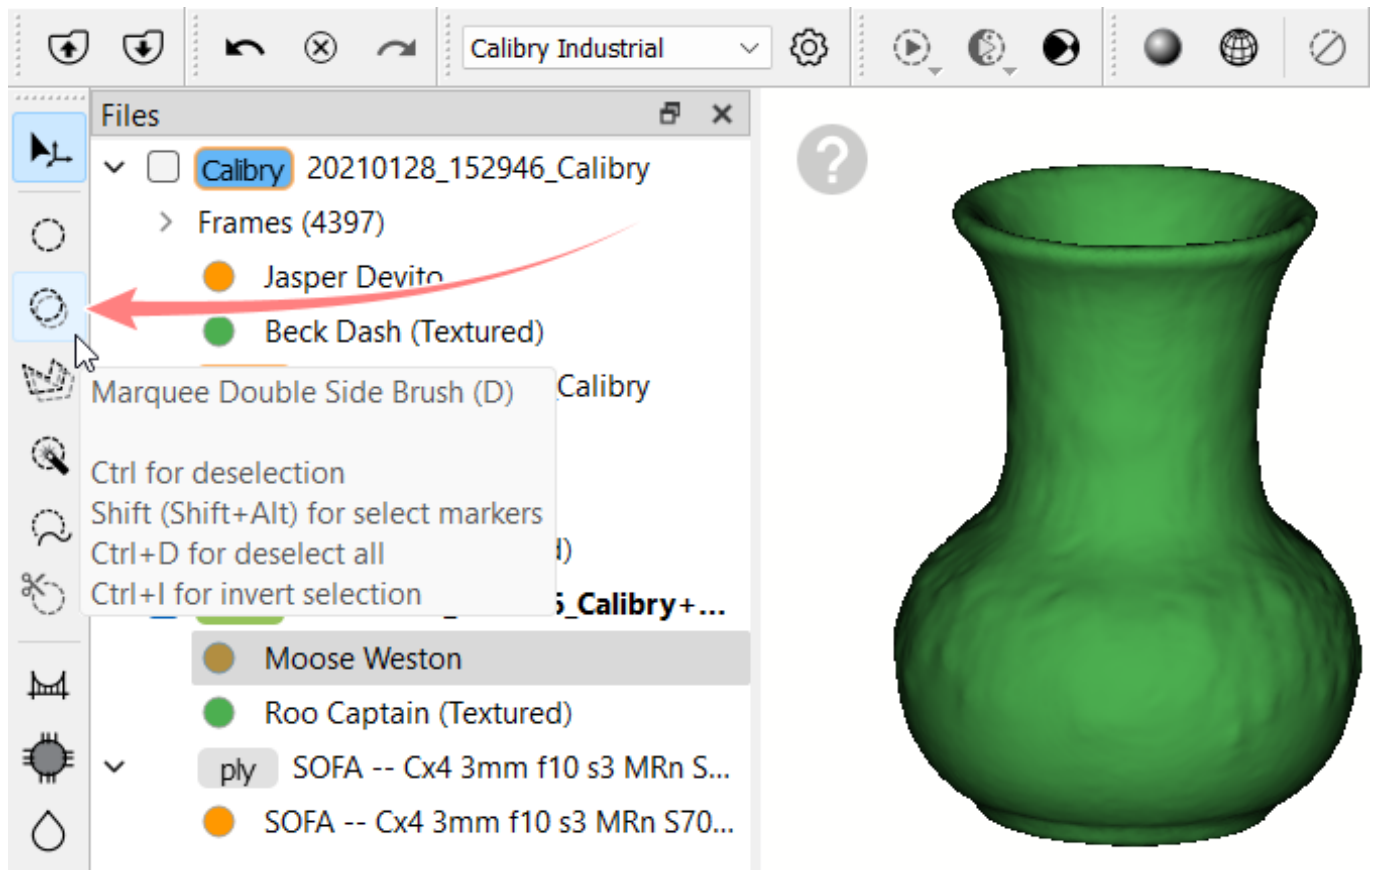 Calibry Industrial
Files
Calibry 20210128_152946_Calibry
Frames (4397)
Jasper Devito
Beck Dash (Textured)
Calibry
Marquee Double Side Brush (D)
Ctrl for deselection
Shift (Shift+Alt) for select markers
Ctrl+D for deselect all
)
Ctrl+I for invert selection
_Calibry+...
Moose Weston
Roo Captain (Textured)
ply SOFA -- Cx4 3mm f10 s3 MRn S...
SOFA -- Cx4 3mm f10 s3 MRn S70...
?